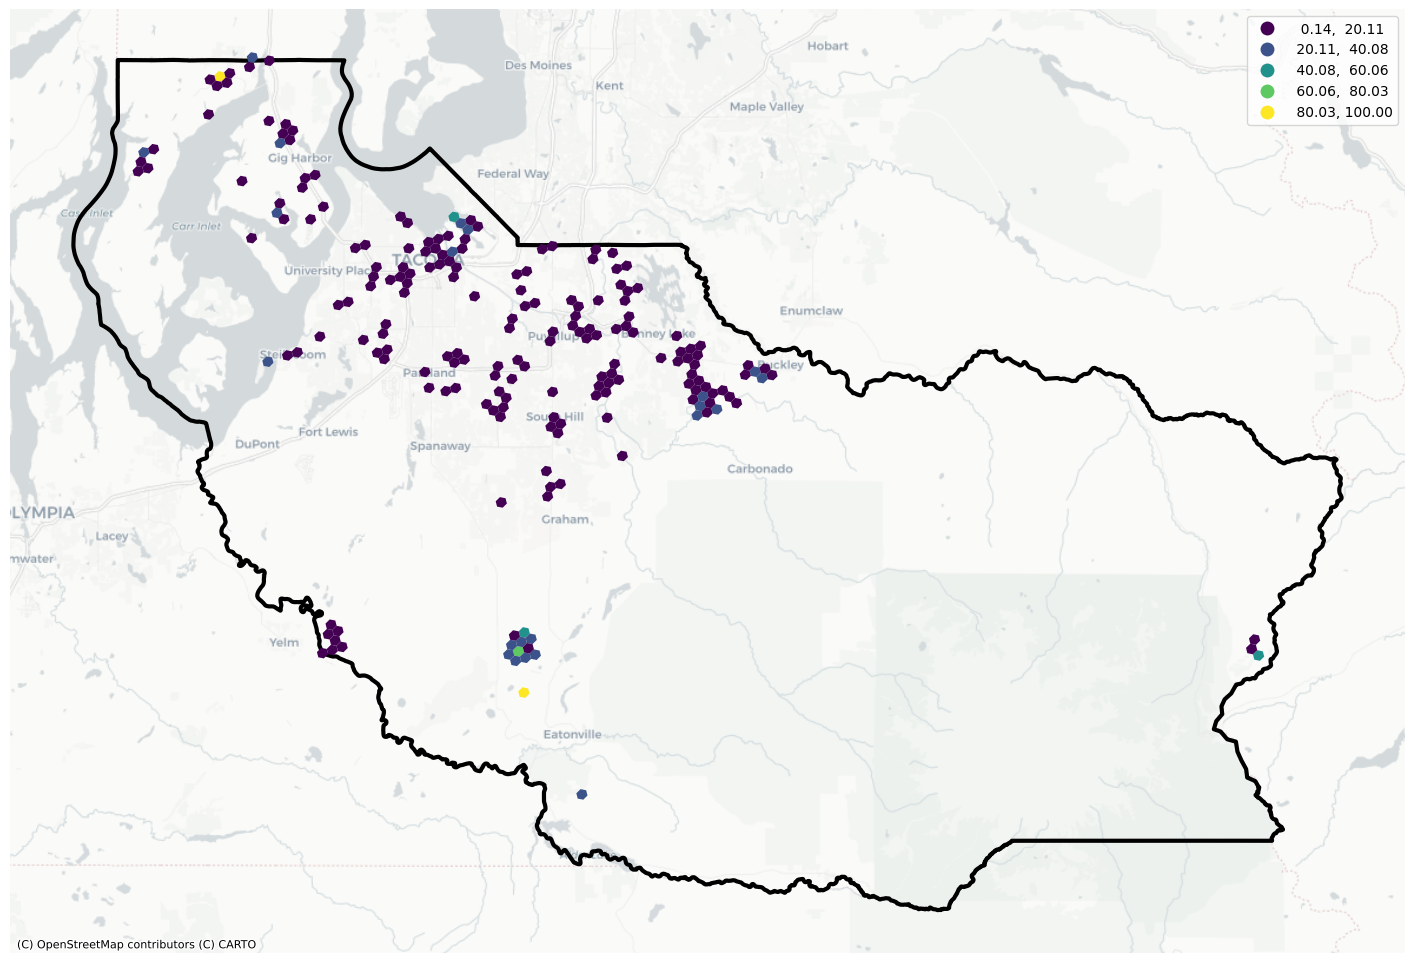 0.14, 20.11
20.11, 40.08
40.08, 60.06
60.06, 80.03
80.03, 100.00
Hobart
Des Moines
Kent
Maple Valley
Gig Harbor
Federal Way
Carr Inlet
Carr Inlet
TACOMA
University Place
Enumclaw
Puyallup
Bonney Lake
Steilacoom
Buckley
Parkland
South Hill
Fort Lewis
DuPont
Spanaway
Carbonado
OLYMPIA
Graham
Lacey
mwater
Yelm
Eatonville
(C) OpenStreetMap contributors (C) CARTO